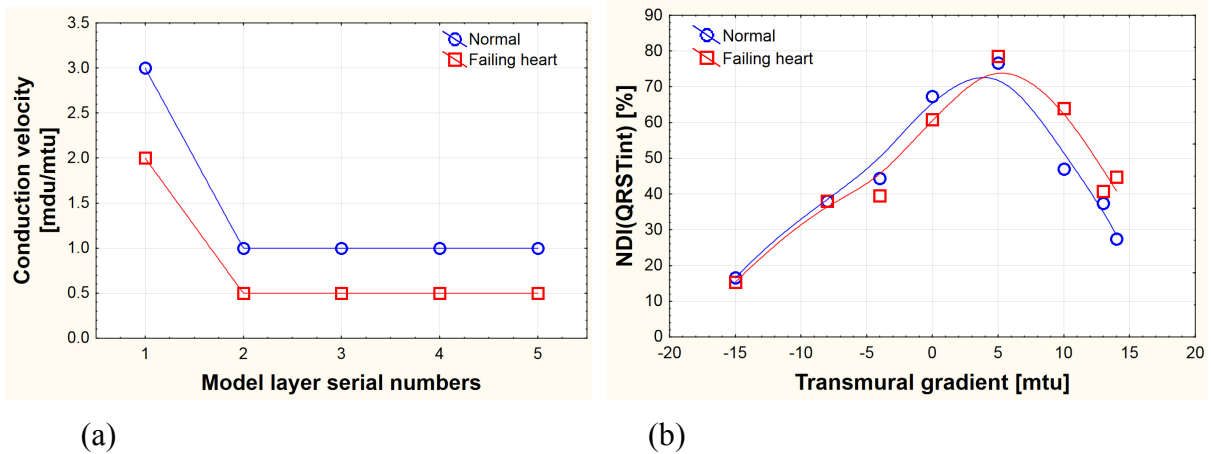 3.5
3.0
2.5
2.0
1.5
1.0
0.5
0.0
Conduction velocity
[mdu/mtu]
Normal
Failing heart
1 2 3 4 5
Model layer serial numbers
(a)
90
80
70
60
50
40
30
20
10
0
NDI(QRSTint) [%]
Normal
Failing heart
-20 -15 -10 -5 0 5 10 15 20
Transmural gradient [mtu]
(b)